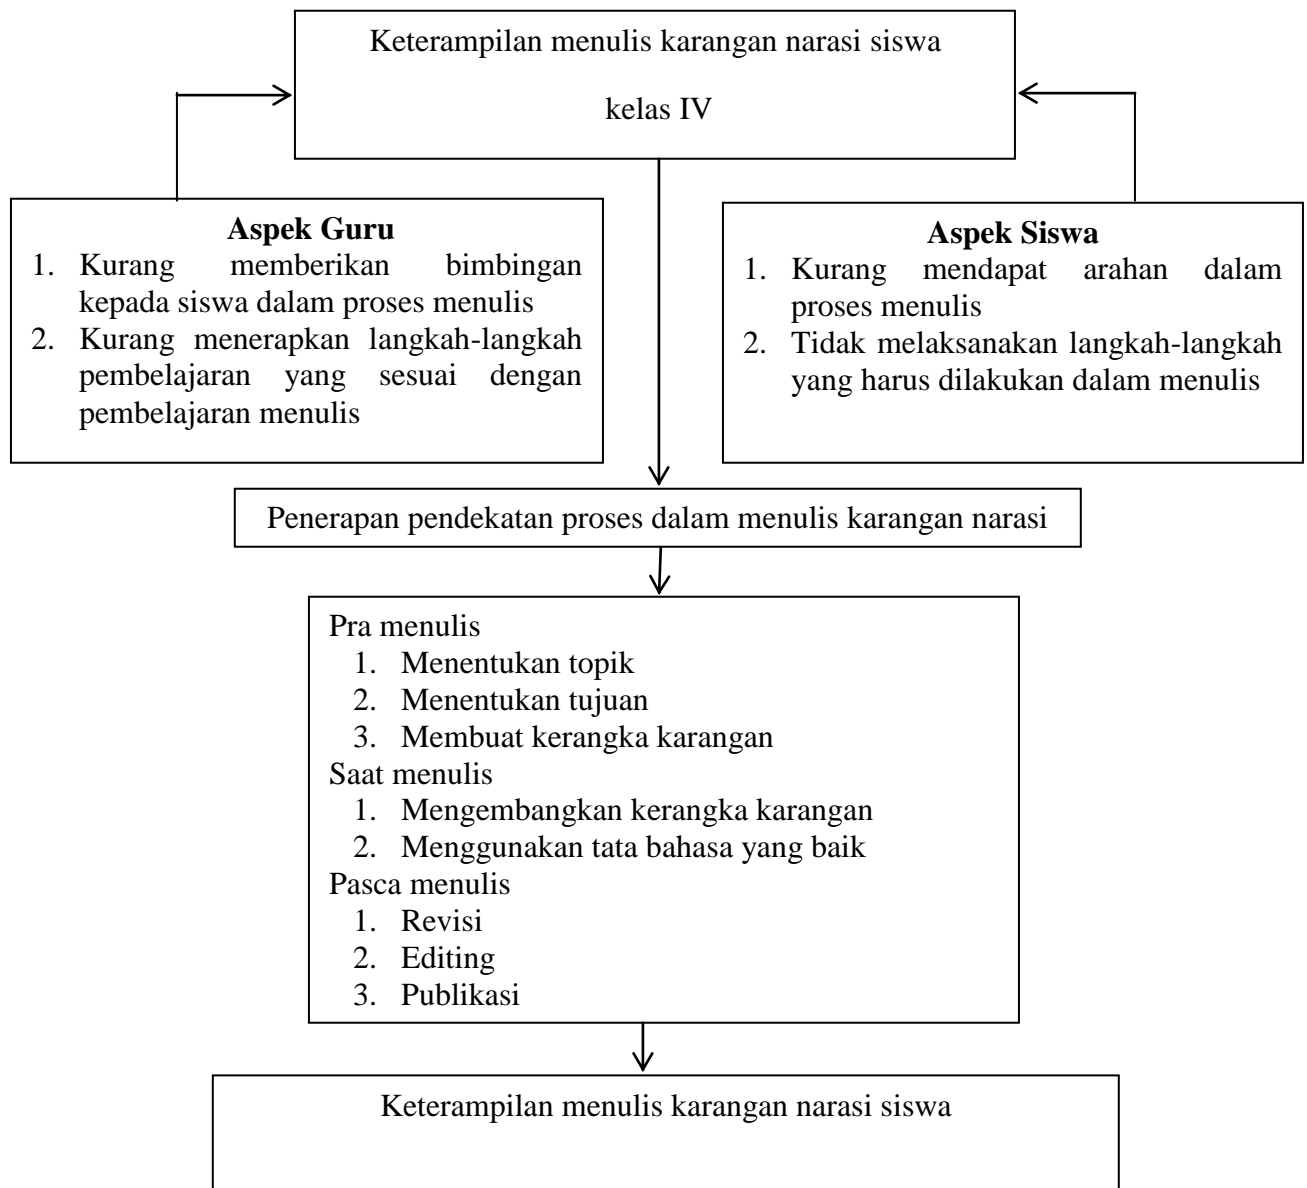 Keterampilan menulis karangan narasi siswa
kelas IV
Aspek Guru
1. Kurang memberikan bimbingan
kepada siswa dalam proses menulis
2. Kurang menerapkan langkah-langkah
pembelajaran yang sesuai dengan
pembelajaran menulis
Aspek Siswa
1. Kurang mendapat arahan dalam
proses menulis
2. Tidak melaksanakan langkah-langkah
yang harus dilakukan dalam menulis
Penerapan pendekatan proses dalam menulis karangan narasi
Pra menulis
1. Menentukan topik
2. Menentukan tujuan
3. Membuat kerangka karangan
Saat menulis
1. Mengembangkan kerangka karangan
2. Menggunakan tata bahasa yang baik
Pasca menulis
1. Revisi
2. Editing
3. Publikasi
Keterampilan menulis karangan narasi siswa